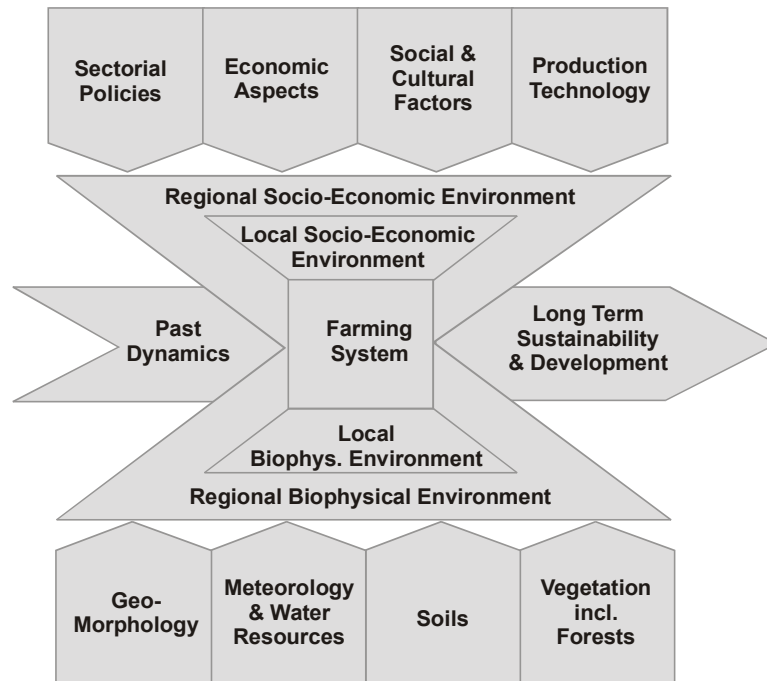 Sectorial
Policies
Economic
Aspects
Social &
Cultural
Factors
Production
Technology
Regional Socio-Economic Environment
Local Socio-Economic
Environment
Past
Dynamics
Farming
System
Long Term
Sustainability
& Development
Local
Biophys. Environment
Regional Biophysical Environment
Geo-
Morphology
Meteorology
& Water
Resources
Soils
Vegetation
incl.
Forests